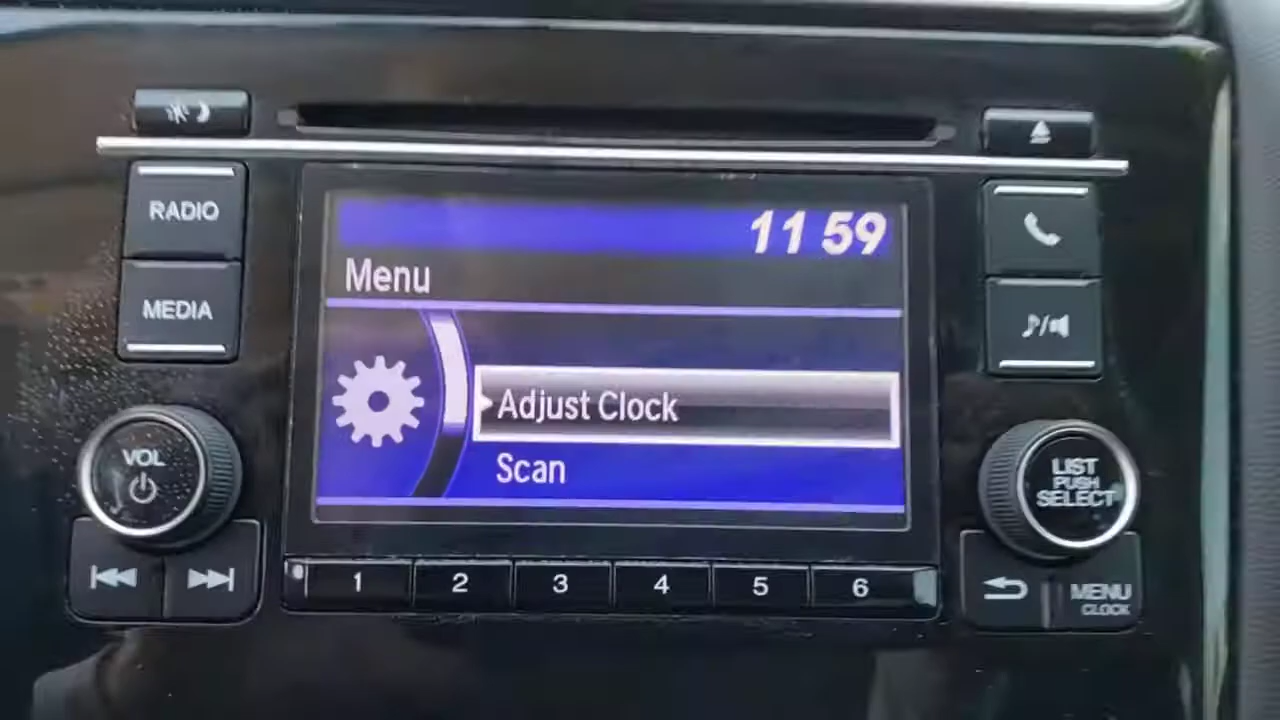 RADIO
MEDIA
VOL
11 59
Menu
Adjust Clock
Scan
1 2 3 4 5 6
LIST
PUSH
SELECT
MENU
CLOCK